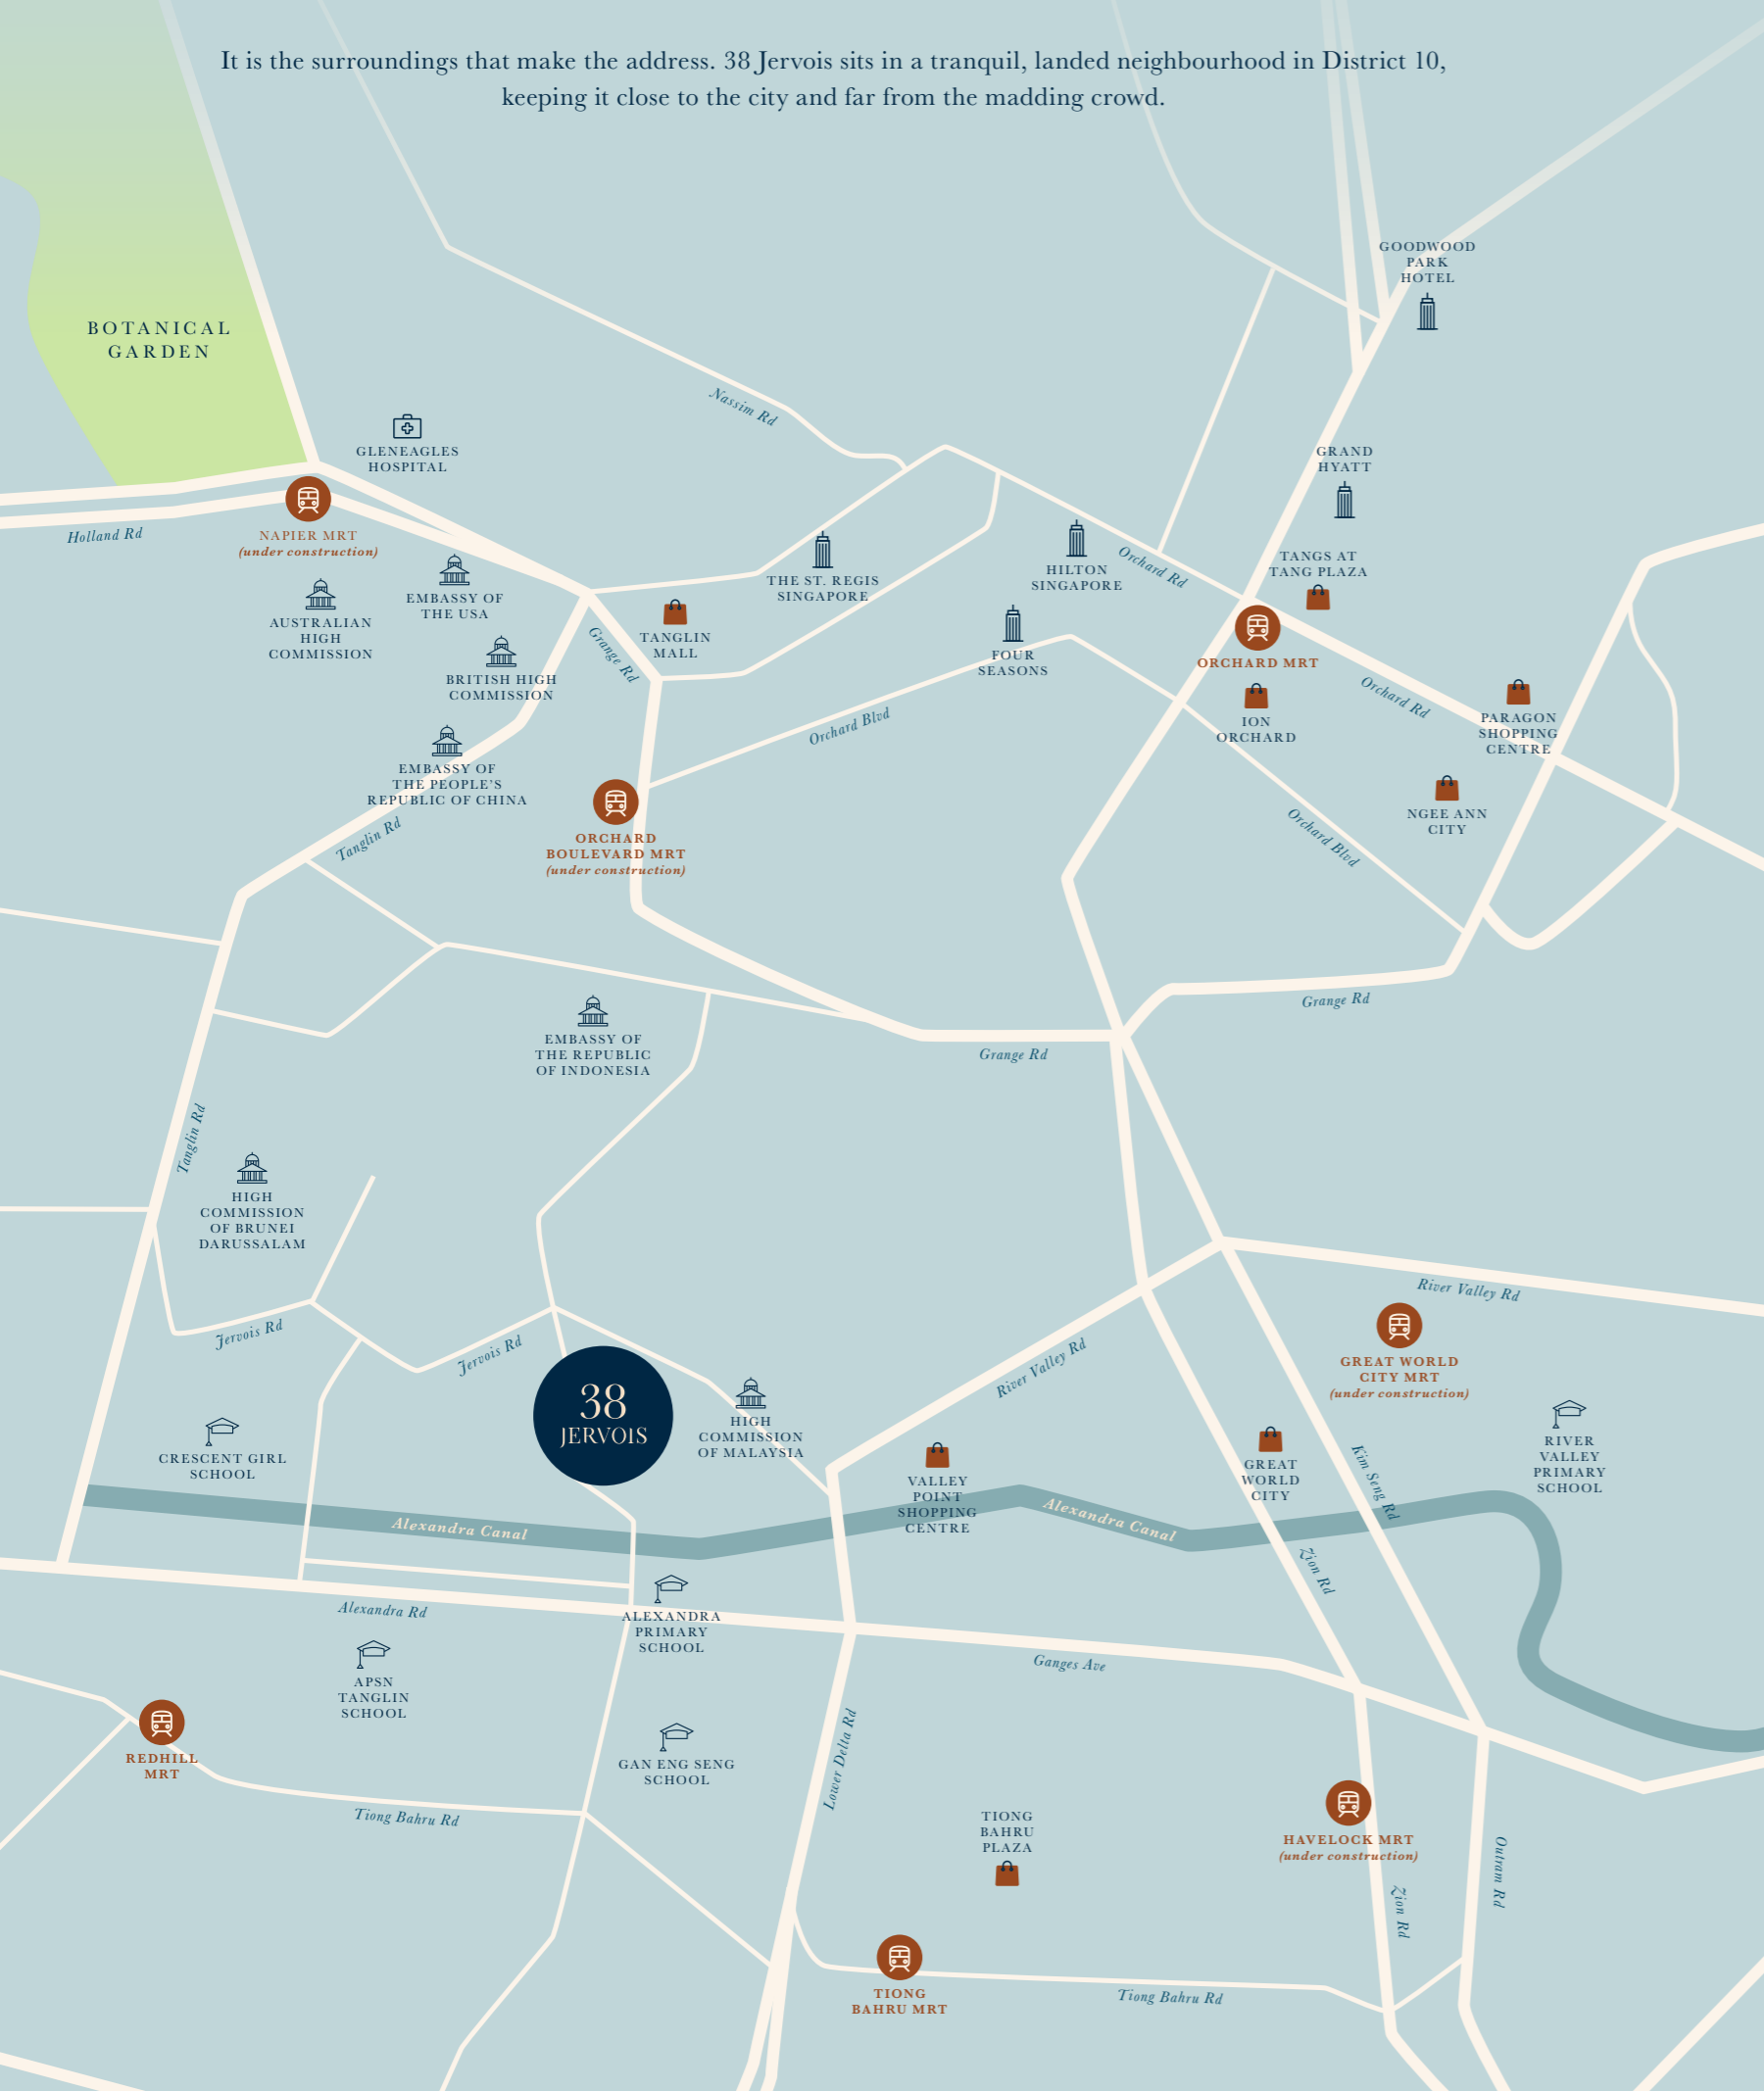 It is the surroundings that make the address. 38 Jervois sits in a tranquil, landed neighbourhood in District 10,
keeping it close to the city and far from the madding crowd.
GOODWOOD
PARK
HOTEL
BOTANICAL
GARDEN
Nassim Rd
GLENEAGLES
HOSPITAL
GRAND
HYATT
Holland Rd
NAPIER MRT
(under construction)
EMBASSY OF
THE USA
AUSTRALIAN
HIGH
COMMISSION
BRITISH HIGH
COMMISSION
Grange Rd
TANGLIN
MALL
THE ST. REGIS
SINGAPORE
HILTON
SINGAPORE
Orchard Rd
TANGS AT
TANG PLAZA
FOUR
SEASONS
ORCHARD MRT
ION
ORCHARD
Orchard Rd
PARAGON
SHOPPING
CENTRE
Orchard Blvd
EMBASSY OF
THE PEOPLE'S
REPUBLIC OF CHINA
Tanglin Rd
ORCHARD
BOULEVARD MRT
(under construction)
NGEE ANN
CITY
Orchard Blvd
EMBASSY OF
THE REPUBLIC
OF INDONESIA
Grange Rd
Grange Rd
Tanglin Rd
HIGH
COMMISSION
OF BRUNEI
DARUSSALAM
Jervois Rd
Jervois Rd
River Valley Rd
River Valley Rd
GREAT WORLD
CITY MRT
(under construction)
38
JERVOIS
HIGH
COMMISSION
OF MALAYSIA
CRESCENT GIRL
SCHOOL
VALLEY
POINT
SHOPPING
CENTRE
GREAT
WORLD
CITY
Kim Seng Rd
RIVER
VALLEY
PRIMARY
SCHOOL
Alexandra Canal
Alexandra Canal
Zion Rd
Alexandra Rd
ALEXANDRA
PRIMARY
SCHOOL
Ganges Ave
APSN
TANGLIN
SCHOOL
REDHILL
MRT
GAN ENG SENG
SCHOOL
Lower Delta Rd
Tiong Bahru Rd
TIONG
BAHRU
PLAZA
HAVELOCK MRT
(under construction)
Outram Rd
Zion Rd
TIONG
BAHRU MRT
Tiong Bahru Rd